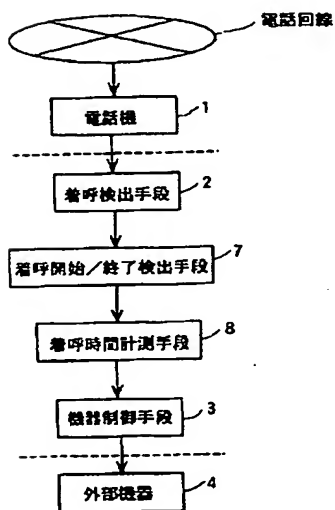 電話回線
電話機
1
着呼検出手段
2
着呼開始／終了検出手段
7
着呼時間計測手段
8
機器制御手段
3
外部機器
4